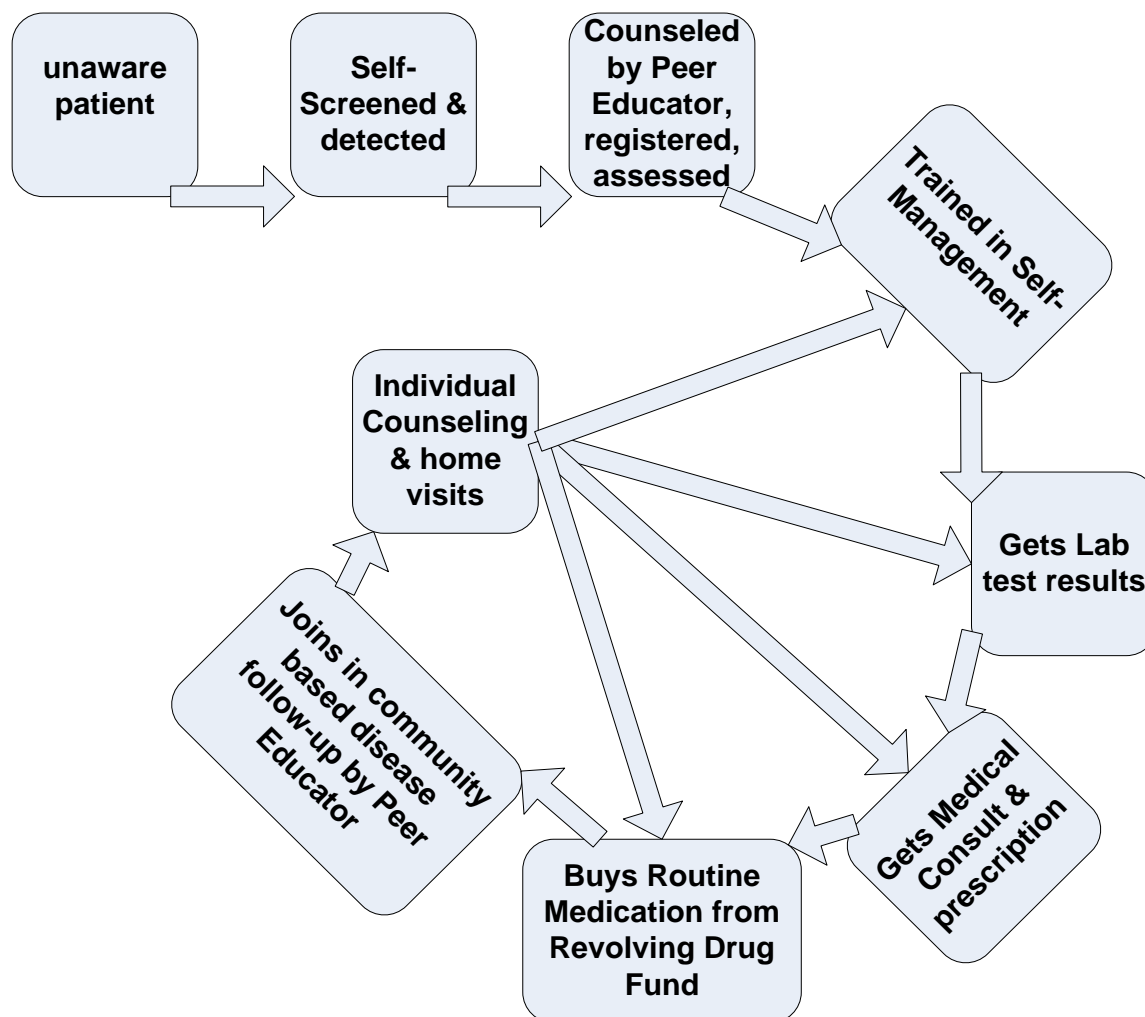 unaware
patient
Self-
Screened &
detected
Counseled
by Peer
Educator,
registered,
assessed
Trained in Self-
Management
Individual
Counseling
& home
visits
Gets Lab
test results
Joins in community
based disease
follow-up by Peer
Educator
Gets Medical
Consult &
prescription
Buys Routine
Medication from
Revolving Drug
Fund